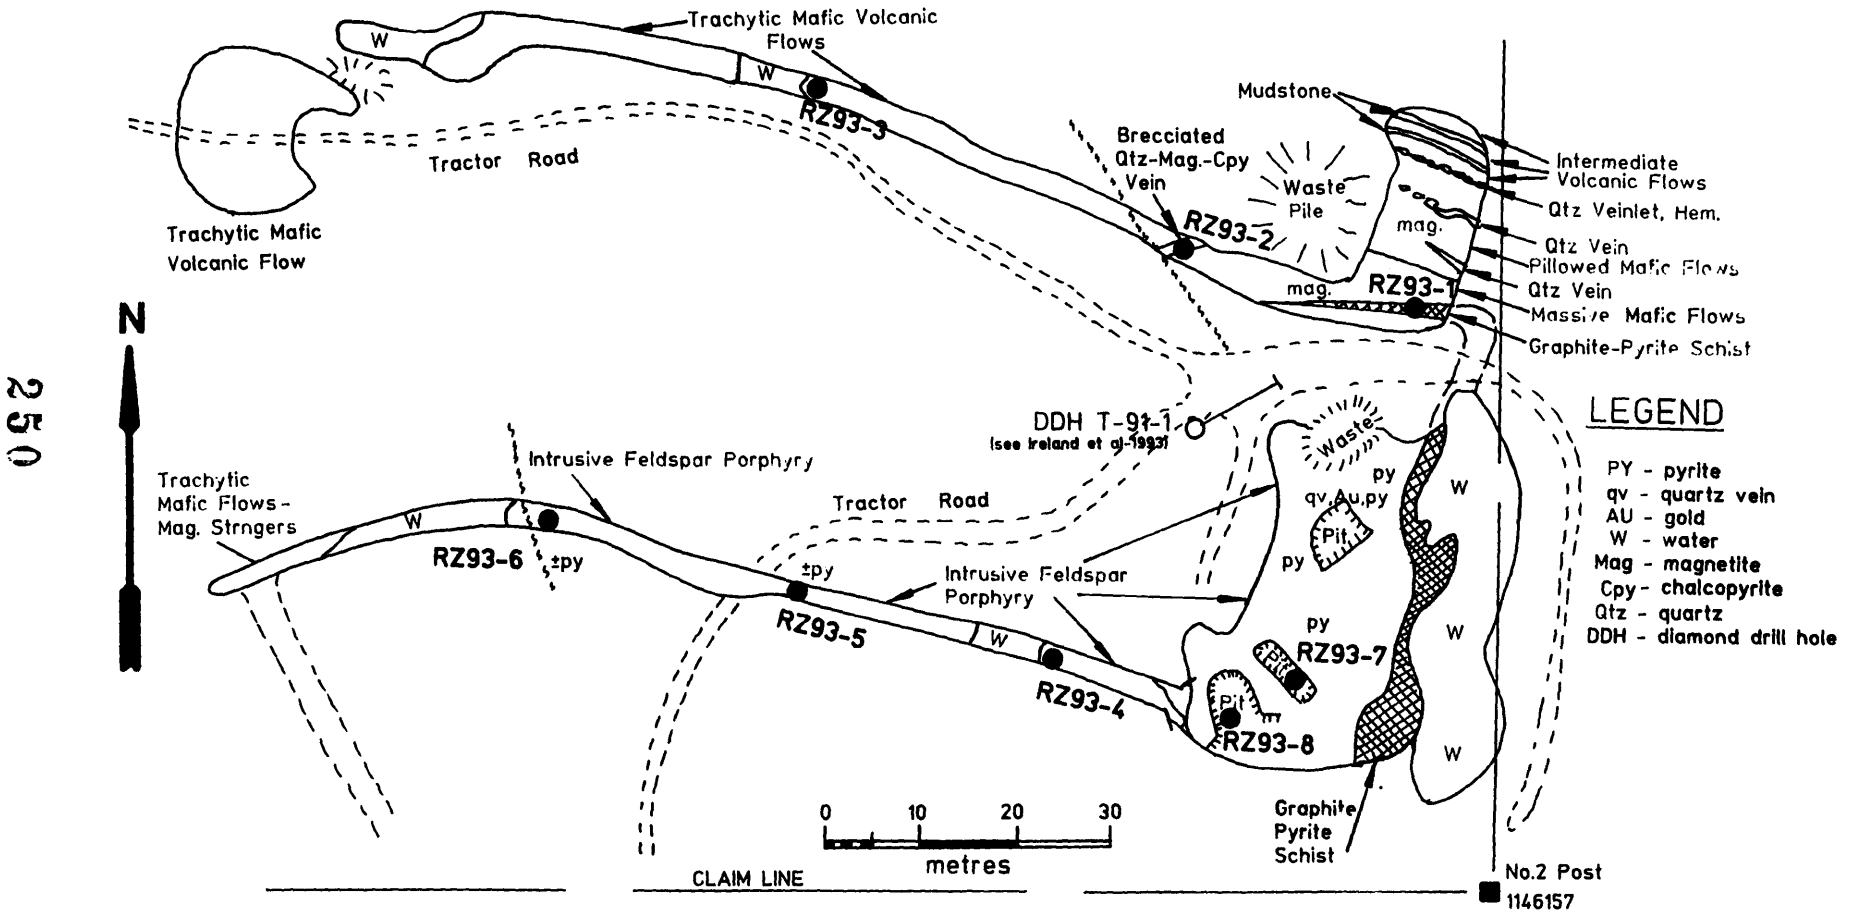 Trachytic Mafic Volcanic
Flows
W
W
RZ93-3
Tractor Road
Trachytic Mafic
Volcanic Flow
Mudstone
Brecciated
Qtz-Mag.-Cpy
Vein
Waste
Pile
RZ93-2
mag.
mag.
RZ93-1
Intermediate
Volcanic Flows
Qtz Veinlet, Hem.
Qtz Vein
Pillowed Mafic Flows
Qtz Vein
Massive Mafic Flows
Graphite-Pyrite Schist
N
250
DDH T-91-1
(see Ireland et al-1993)
Waste
LEGEND
PY - pyrite
qv - quartz vein
AU - gold
W - water
Mag - magnetite
Cpy - chalcopyrite
Qtz - quartz
DDH - diamond drill hole
Trachytic
Mafic Flows-
Mag. Strngers
W
Intrusive Feldspar Porphyry
RZ93-6
±py
Tractor Road
±py
RZ93-5
Intrusive Feldspar
Porphyry
W
RZ93-4
py
qv,Au,py
Pit
py
py
W
W
W
RZ93-7
Pit
Pit
RZ93-8
Graphite
Pyrite
Schist
0 10 20 30
metres
CLAIM LINE
No.2 Post
1146157